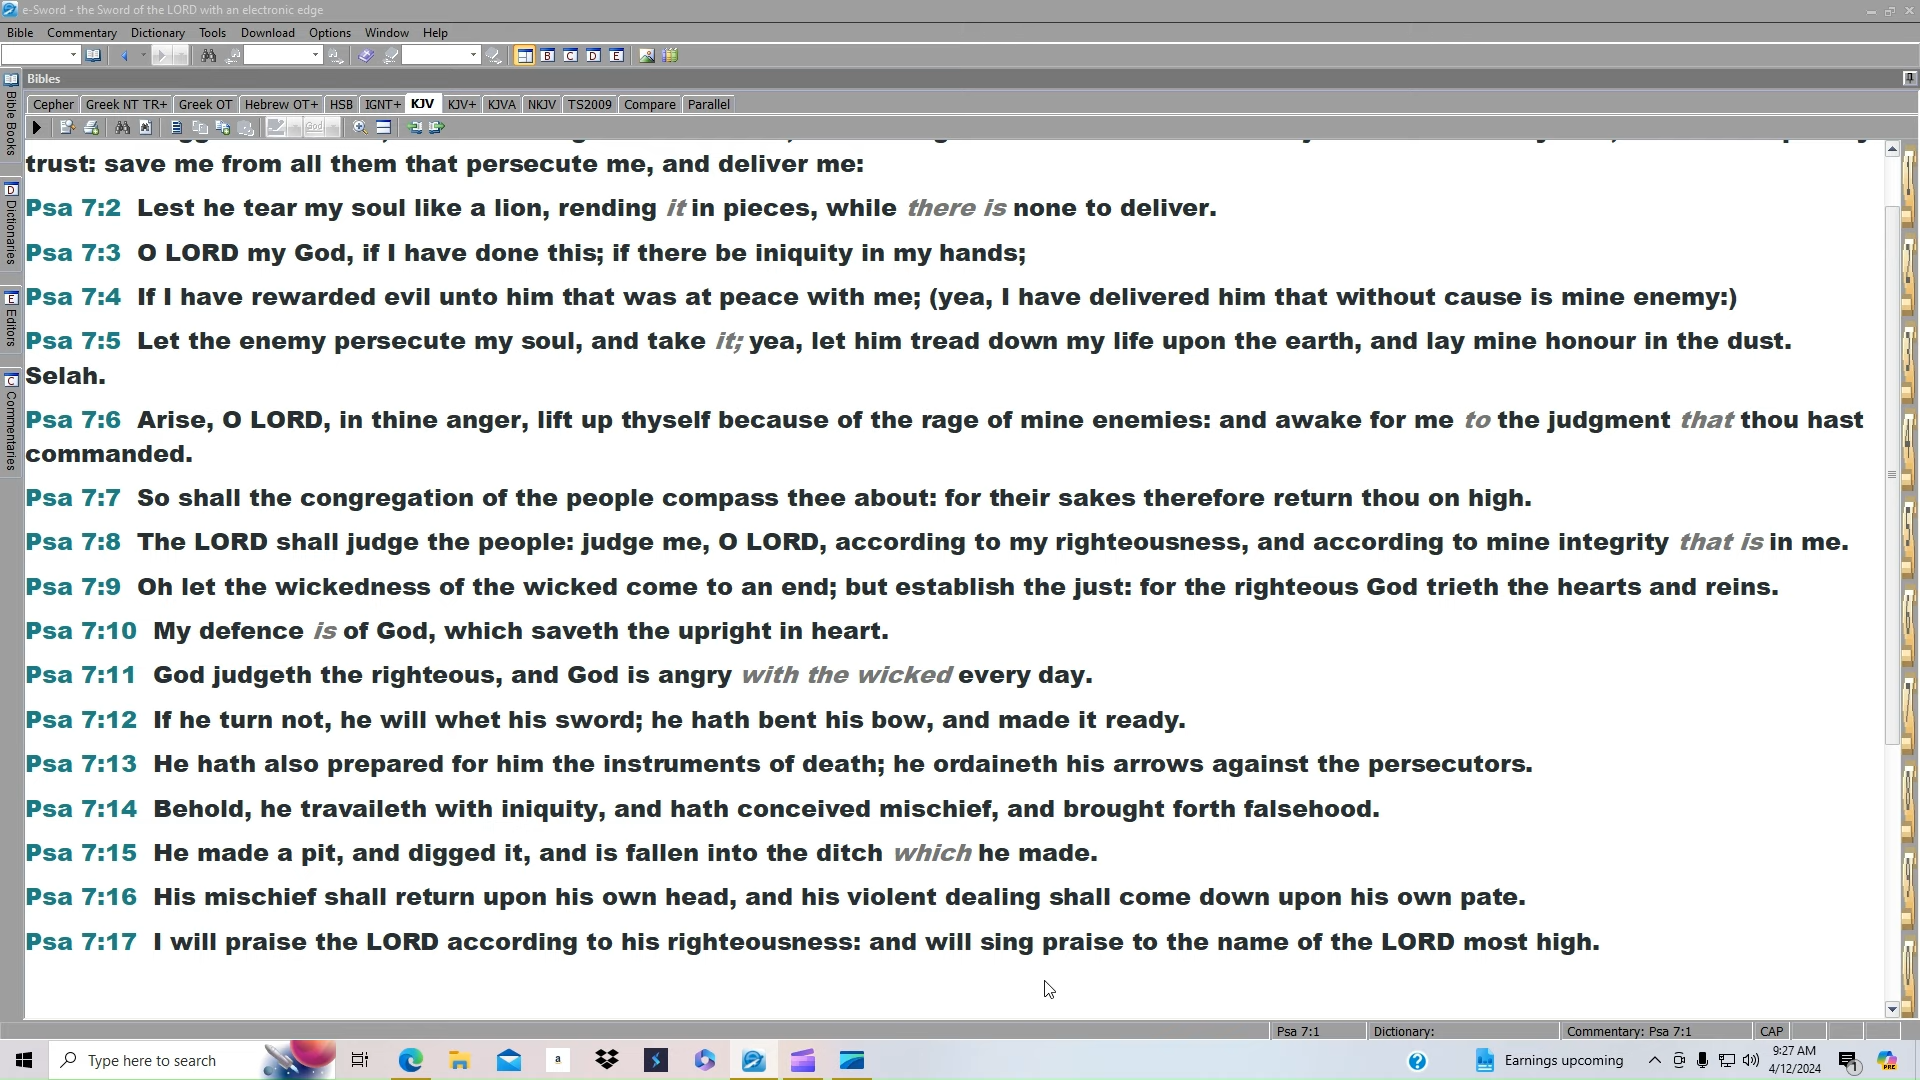 e-Sword - the Sword of the LORD with an electronic edge
Bible Commentary Dictionary Tools Download Options Window Help
B C D E
Bibles
Cepher Greek NT TR+ Greek OT Hebrew OT+ HSB IGNT+ KJV KJV+ KJVA NKJV TS2009 Compare Parallel
Bible Books
D Dictionaries
E Editors
C Commentaries
trust: save me from all them that persecute me, and deliver me:
Psa 7:2 Lest he tear my soul like a lion, rending it in pieces, while there is none to deliver.
Psa 7:3 O LORD my God, if I have done this; if there be iniquity in my hands;
Psa 7:4 If I have rewarded evil unto him that was at peace with me; (yea, I have delivered him that without cause is mine enemy:)
Psa 7:5 Let the enemy persecute my soul, and take it; yea, let him tread down my life upon the earth, and lay mine honour in the dust.
Selah.
Psa 7:6 Arise, O LORD, in thine anger, lift up thyself because of the rage of mine enemies: and awake for me to the judgment that thou hast
commanded.
Psa 7:7 So shall the congregation of the people compass thee about: for their sakes therefore return thou on high.
Psa 7:8 The LORD shall judge the people: judge me, O LORD, according to my righteousness, and according to mine integrity that is in me.
Psa 7:9 Oh let the wickedness of the wicked come to an end; but establish the just: for the righteous God trieth the hearts and reins.
Psa 7:10 My defence is of God, which saveth the upright in heart.
Psa 7:11 God judgeth the righteous, and God is angry with the wicked every day.
Psa 7:12 If he turn not, he will whet his sword; he hath bent his bow, and made it ready.
Psa 7:13 He hath also prepared for him the instruments of death; he ordaineth his arrows against the persecutors.
Psa 7:14 Behold, he travaileth with iniquity, and hath conceived mischief, and brought forth falsehood.
Psa 7:15 He made a pit, and digged it, and is fallen into the ditch which he made.
Psa 7:16 His mischief shall return upon his own head, and his violent dealing shall come down upon his own pate.
Psa 7:17 I will praise the LORD according to his righteousness: and will sing praise to the name of the LORD most high.
Psa 7:1 Dictionary: Commentary: Psa 7:1 CAP
Type here to search
Earnings upcoming
9:27 AM
4/12/2024